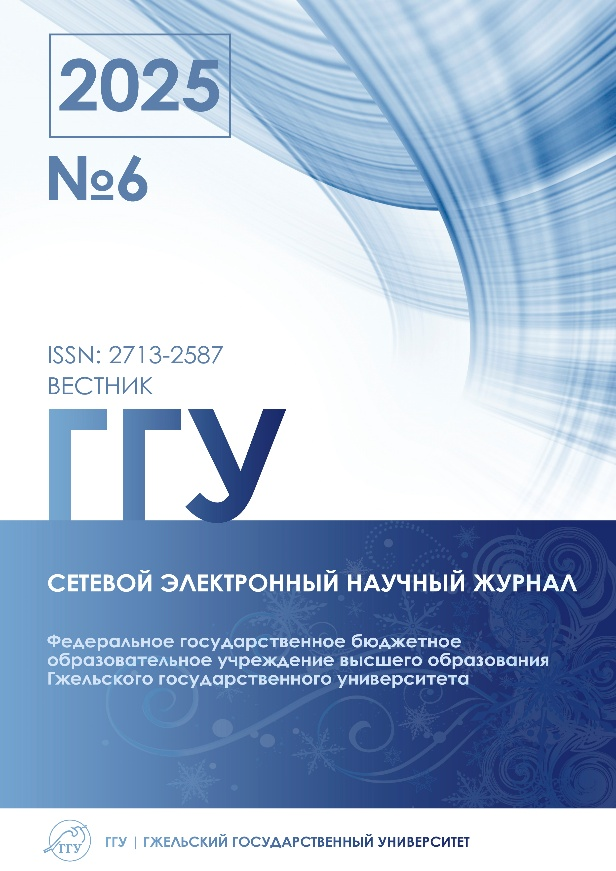 2025
№6
ISSN: 2713-2587
ВЕСТНИК
ГГУ
СЕТЕВОЙ ЭЛЕКТРОННЫЙ НАУЧНЫЙ ЖУРНАЛ
Федеральное государственное бюджетное
образовательное учреждение высшего образования
Гжельского государственного университета
ГГУ
ГГУ | ГЖЕЛЬСКИЙ ГОСУДАРСТВЕННЫЙ УНИВЕРСИТЕТ